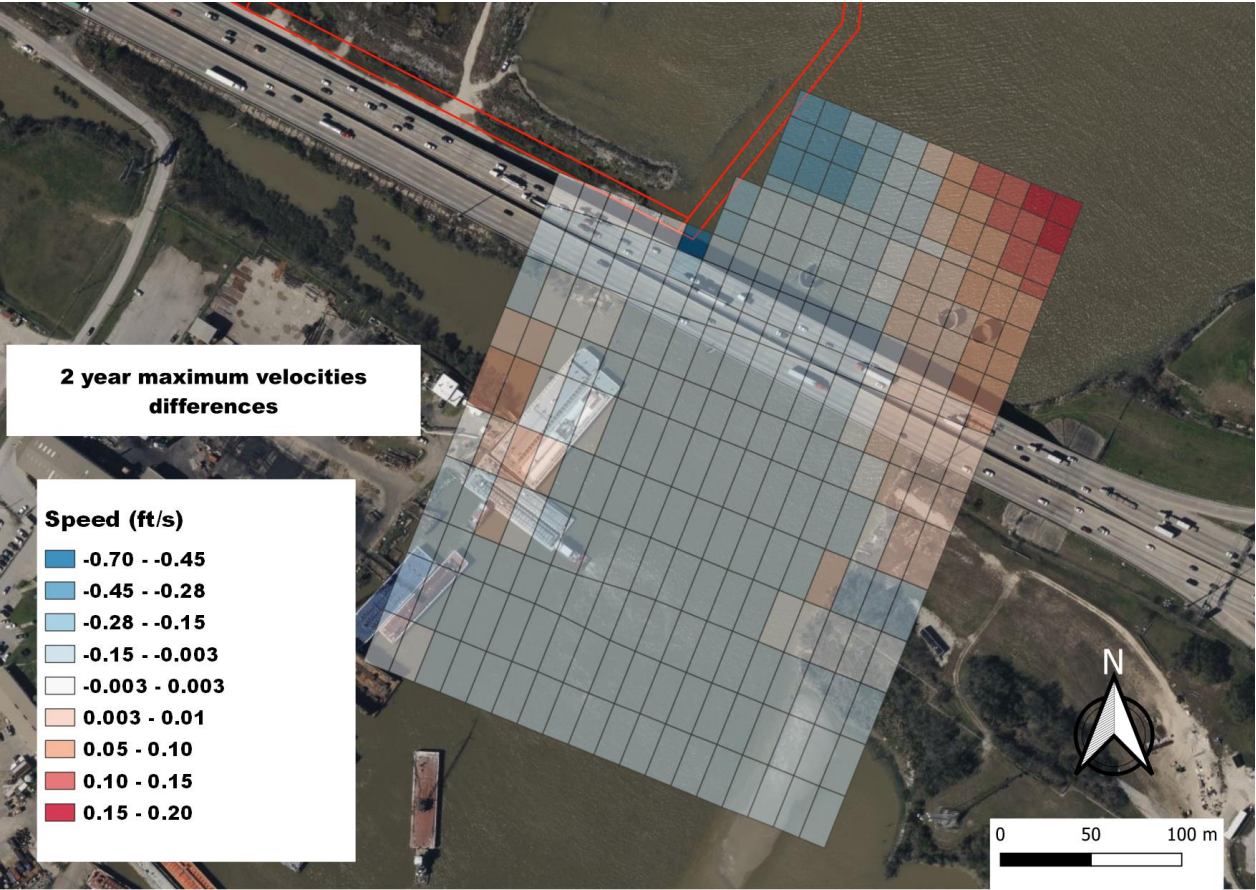 2 year maximum velocities
differences
Speed (ft/s)
-0.70 - -0.45
-0.45 - -0.28
-0.28 - -0.15
-0.15 - -0.003
-0.003 - 0.003
0.003 - 0.01
0.05 - 0.10
0.10 - 0.15
0.15 - 0.20
N
0 50 100 m